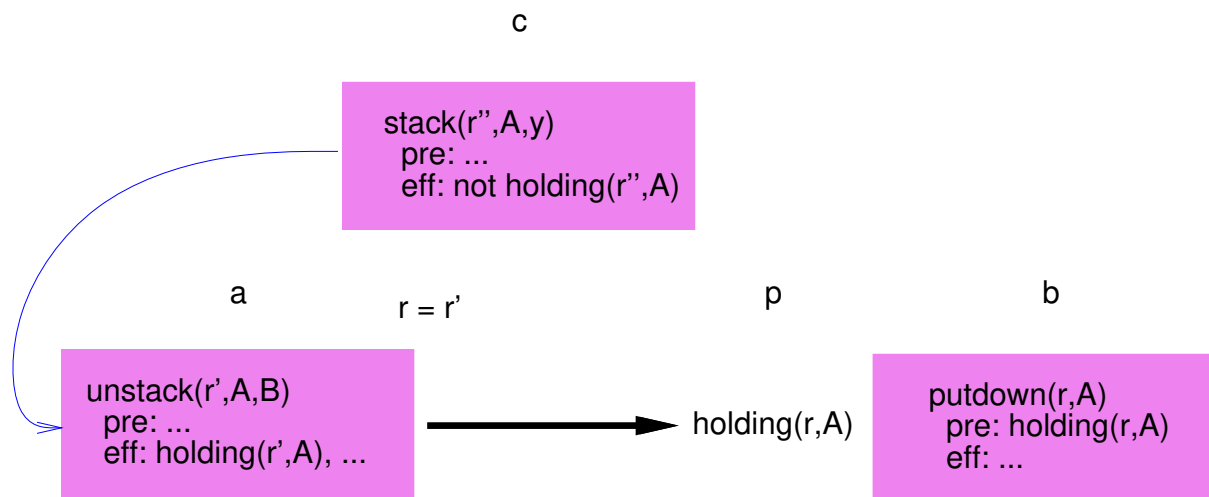 c
stack(r'',A,y)
pre: ...
eff: not holding(r'',A)
a
r = r'
p
b
unstack(r',A,B)
pre: ...
eff: holding(r',A), ...
holding(r,A)
putdown(r,A)
pre: holding(r,A)
eff: ...